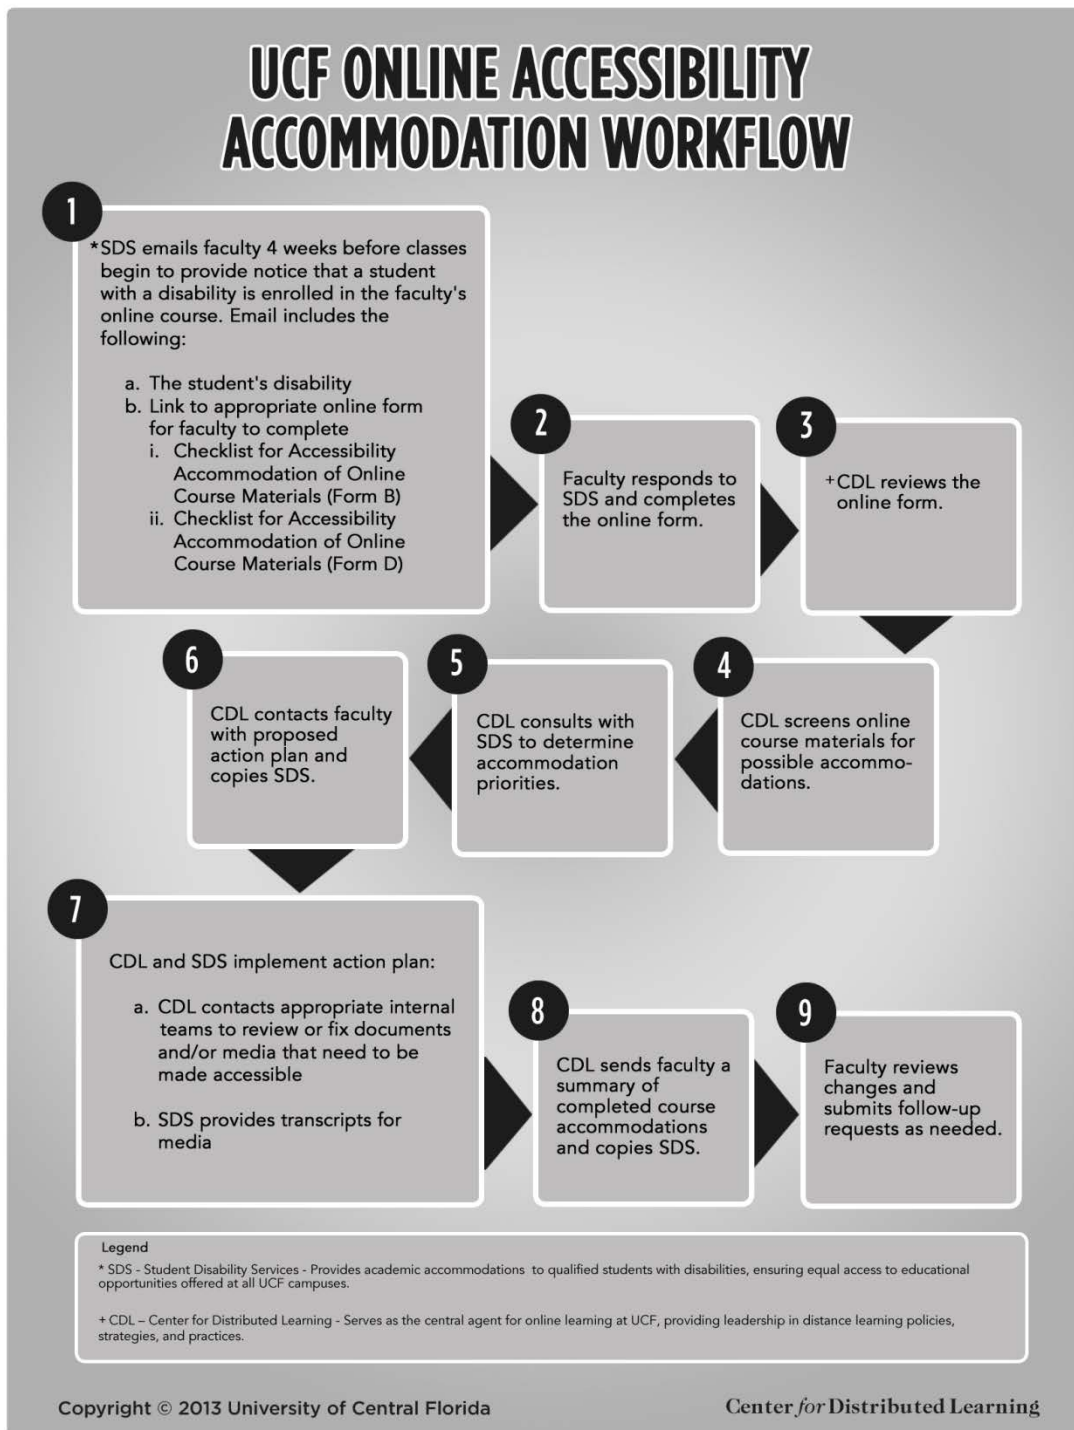 UCF ONLINE ACCESSIBILITY
ACCOMMODATION WORKFLOW
1
*SDS emails faculty 4 weeks before classes
begin to provide notice that a student
with a disability is enrolled in the faculty's
online course. Email includes the
following:
a. The student's disability
b. Link to appropriate online form
for faculty to complete
i. Checklist for Accessibility
Accommodation of Online
Course Materials (Form B)
ii. Checklist for Accessibility
Accommodation of Online
Course Materials (Form D)
2
Faculty responds to
SDS and completes
the online form.
3
+CDL reviews the
online form.
4
CDL screens online
course materials for
possible accommo-
dations.
5
CDL consults with
SDS to determine
accommodation
priorities.
6
CDL contacts faculty
with proposed
action plan and
copies SDS.
7
CDL and SDS implement action plan:
a. CDL contacts appropriate internal
teams to review or fix documents
and/or media that need to be
made accessible
b. SDS provides transcripts for
media
8
CDL sends faculty a
summary of
completed course
accommodations
and copies SDS.
9
Faculty reviews
changes and
submits follow-up
requests as needed.
Legend
* SDS - Student Disability Services - Provides academic accommodations to qualified students with disabilities, ensuring equal access to educational
opportunities offered at all UCF campuses.
+ CDL – Center for Distributed Learning - Serves as the central agent for online learning at UCF, providing leadership in distance learning policies,
strategies, and practices.
Copyright © 2013 University of Central Florida
Center for Distributed Learning